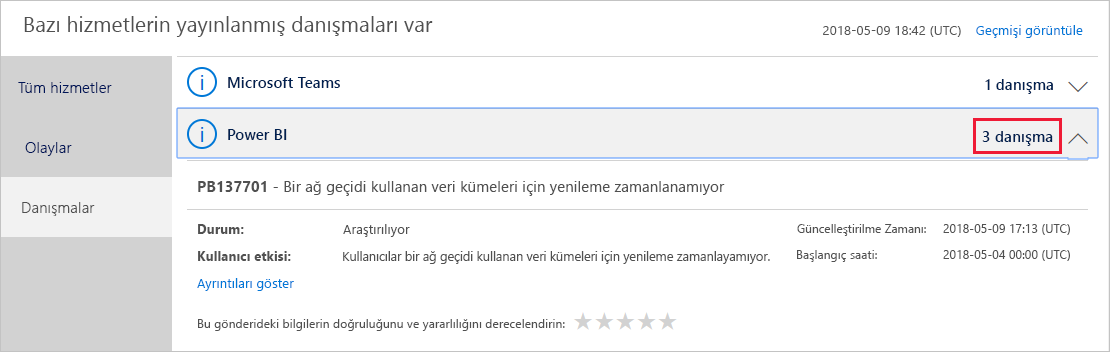 Bazı hizmetlerin yayınlanmış danışmaları var
2018-05-09 18:42 (UTC) Geçmişi görüntüle
Tüm hizmetler
Olaylar
Danışmalar
Microsoft Teams 1 danışma
Power BI 3 danışma
PB137701 - Bir ağ geçidi kullanan veri kümeleri için yenileme zamanlanamıyor
Durum: Araştırılıyor Güncelleştirilme Zamanı: 2018-05-09 17:13 (UTC)
Kullanıcı etkisi: Kullanıcılar bir ağ geçidi kullanan veri kümeleri için yenileme zamanlayamıyor. Başlangıç saati: 2018-05-04 00:00 (UTC)
Ayrıntıları göster
Bu gönderideki bilgilerin doğruluğunu ve yararlılığını derecelendirin: